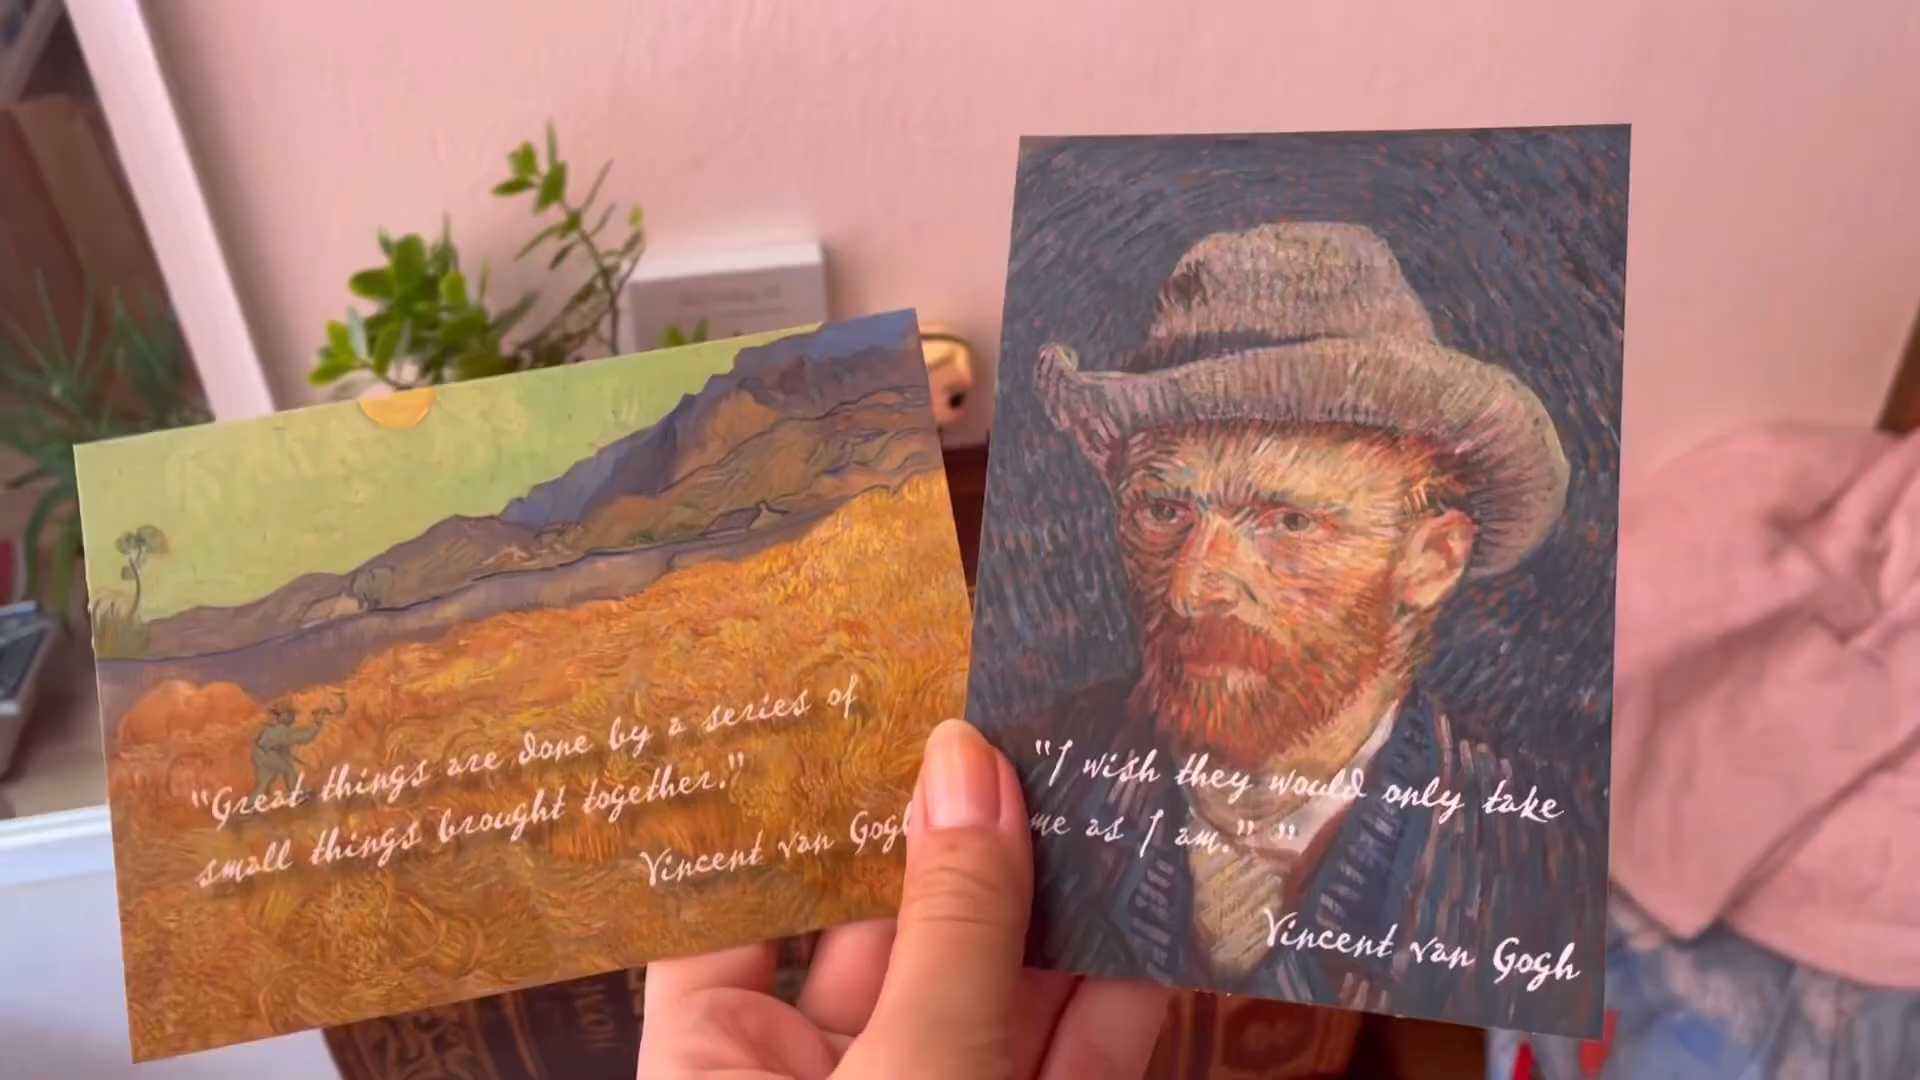 "Great things are done by a series of
small things brought together."
Vincent van Gogh
"I wish they would only take
me as I am." "
Vincent van Gogh